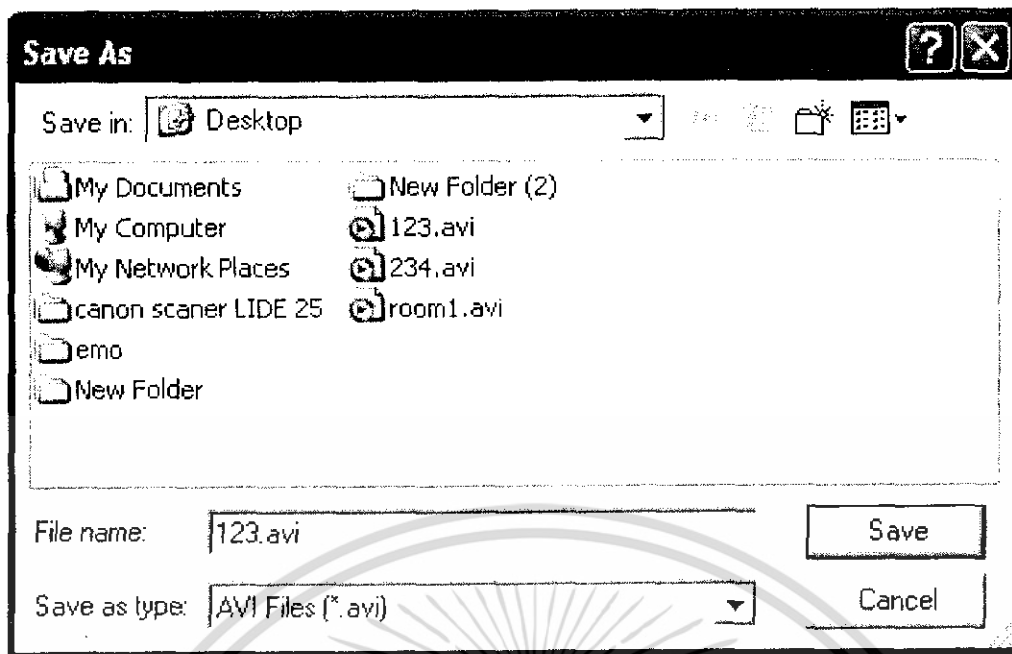 Save As
Save in: Desktop
My Documents
My Computer
My Network Places
canon scaner LIDE 25
emo
New Folder
New Folder (2)
123.avi
234.avi
room1.avi
File name: 123.avi
Save
Save as type: AVI Files (*.avi)
Cancel